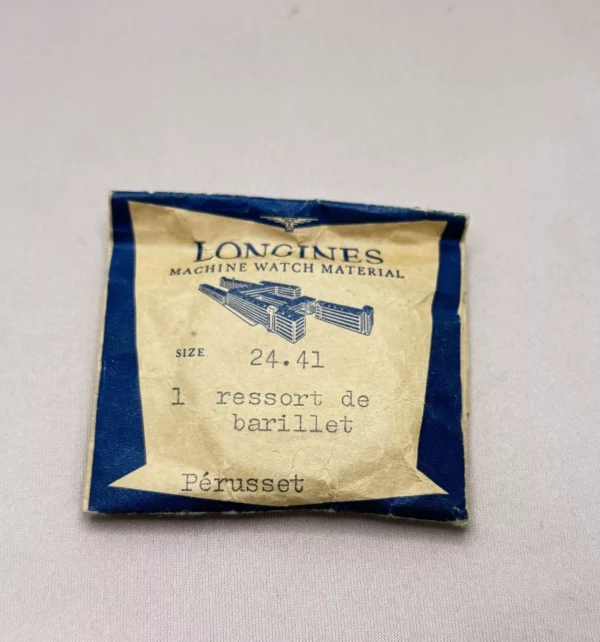 LONGINES
MACHINE WATCH MATERIAL
SIZE 24.41
1 ressort de
barillet
Pérusset